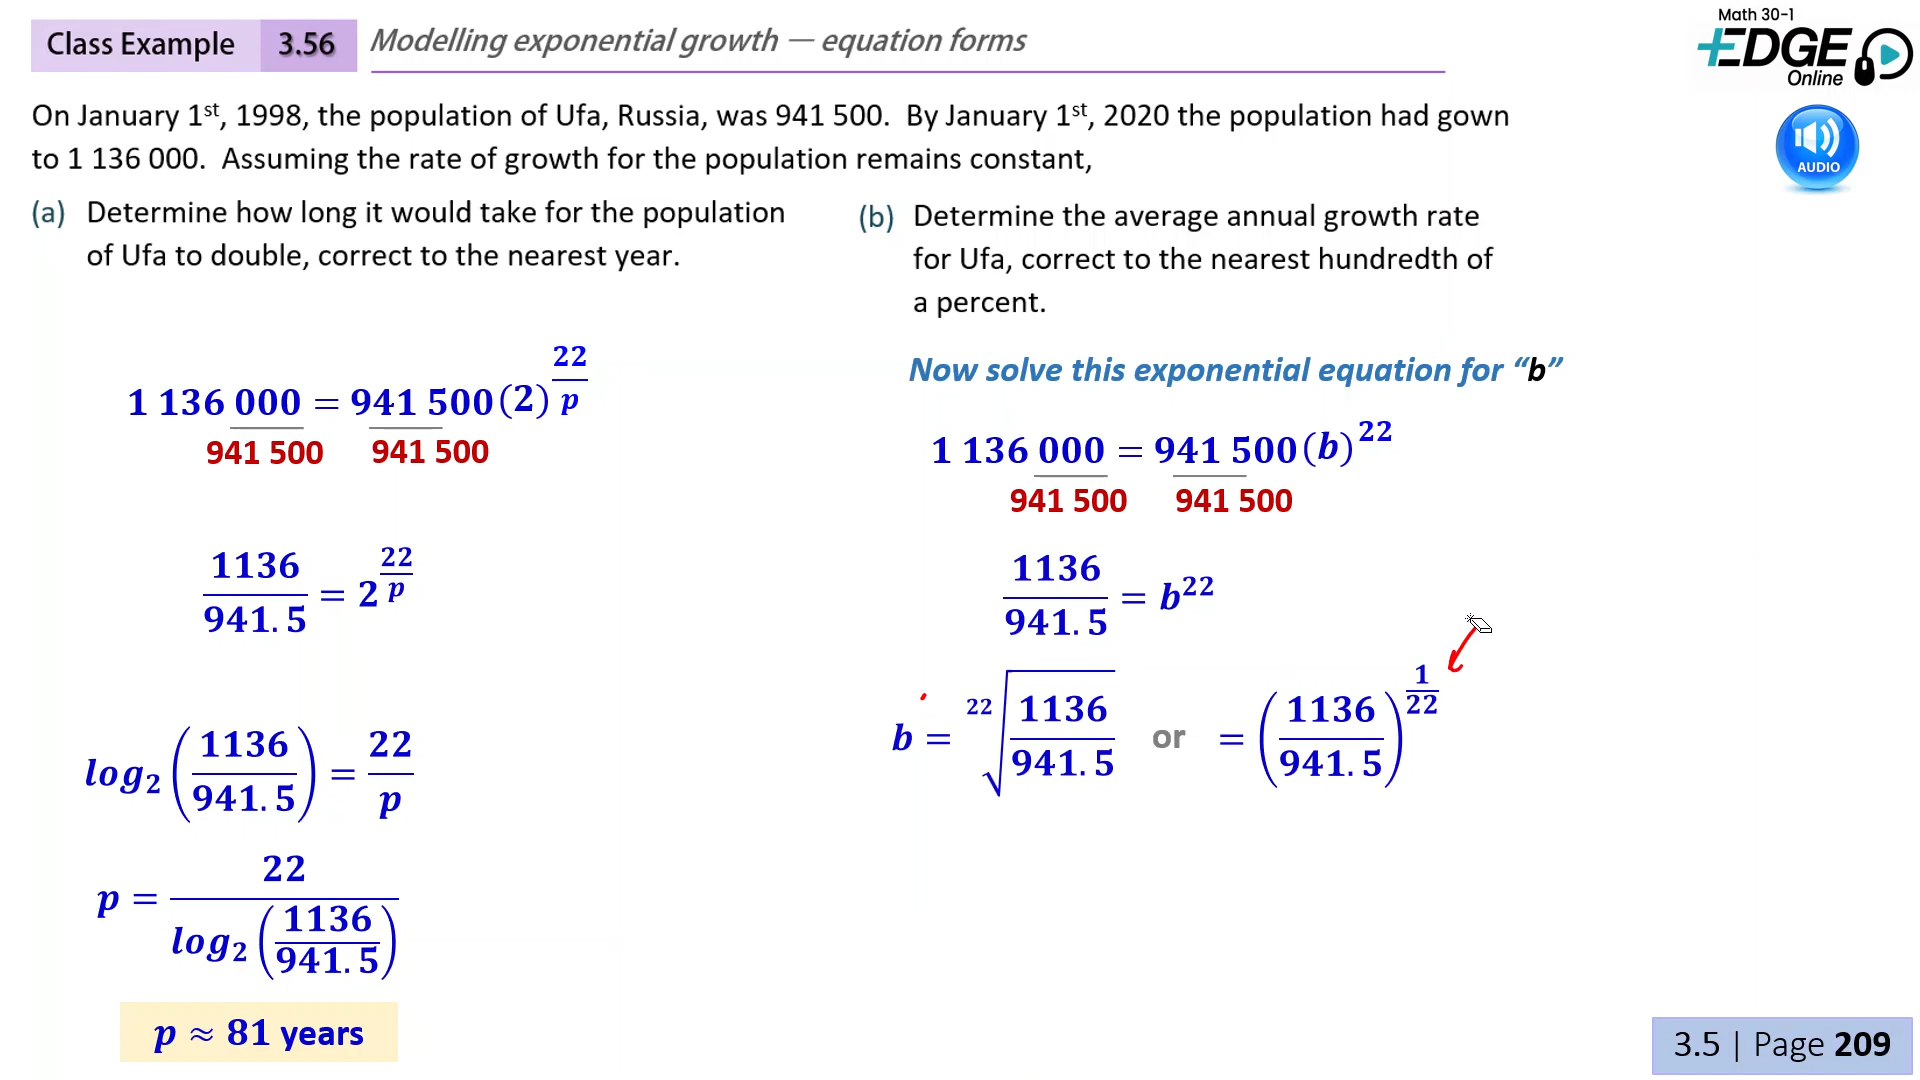 Class Example 3.56 Modelling exponential growth — equation forms
Math 30-1
EDGE
Online
AUDIO
On January 1st, 1998, the population of Ufa, Russia, was 941 500. By January 1st, 2020 the population had gown
to 1 136 000. Assuming the rate of growth for the population remains constant,
(a) Determine how long it would take for the population
of Ufa to double, correct to the nearest year.
1 136 000 = 941 500(2)^(22/p)
941 500 941 500
1136/941.5 = 2^(22/p)
log₂(1136/941.5) = 22/p
p = 22/log₂(1136/941.5)
p ≈ 81 years
(b) Determine the average annual growth rate
for Ufa, correct to the nearest hundredth of
a percent.
Now solve this exponential equation for “b”
1 136 000 = 941 500(b)^22
941 500 941 500
1136/941.5 = b^22
b = ²²√(1136/941.5) or = (1136/941.5)^(1/22)
3.5 | Page 209